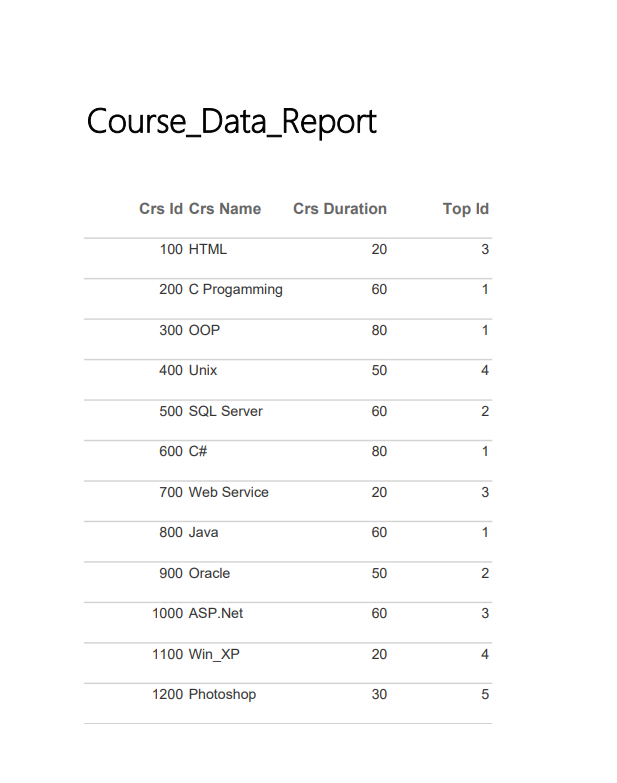 Course_Data_Report
Crs Id Crs Name Crs Duration Top Id
100 HTML 20 3
200 C Progamming 60 1
300 OOP 80 1
400 Unix 50 4
500 SQL Server 60 2
600 C# 80 1
700 Web Service 20 3
800 Java 60 1
900 Oracle 50 2
1000 ASP.Net 60 3
1100 Win_XP 20 4
1200 Photoshop 30 5